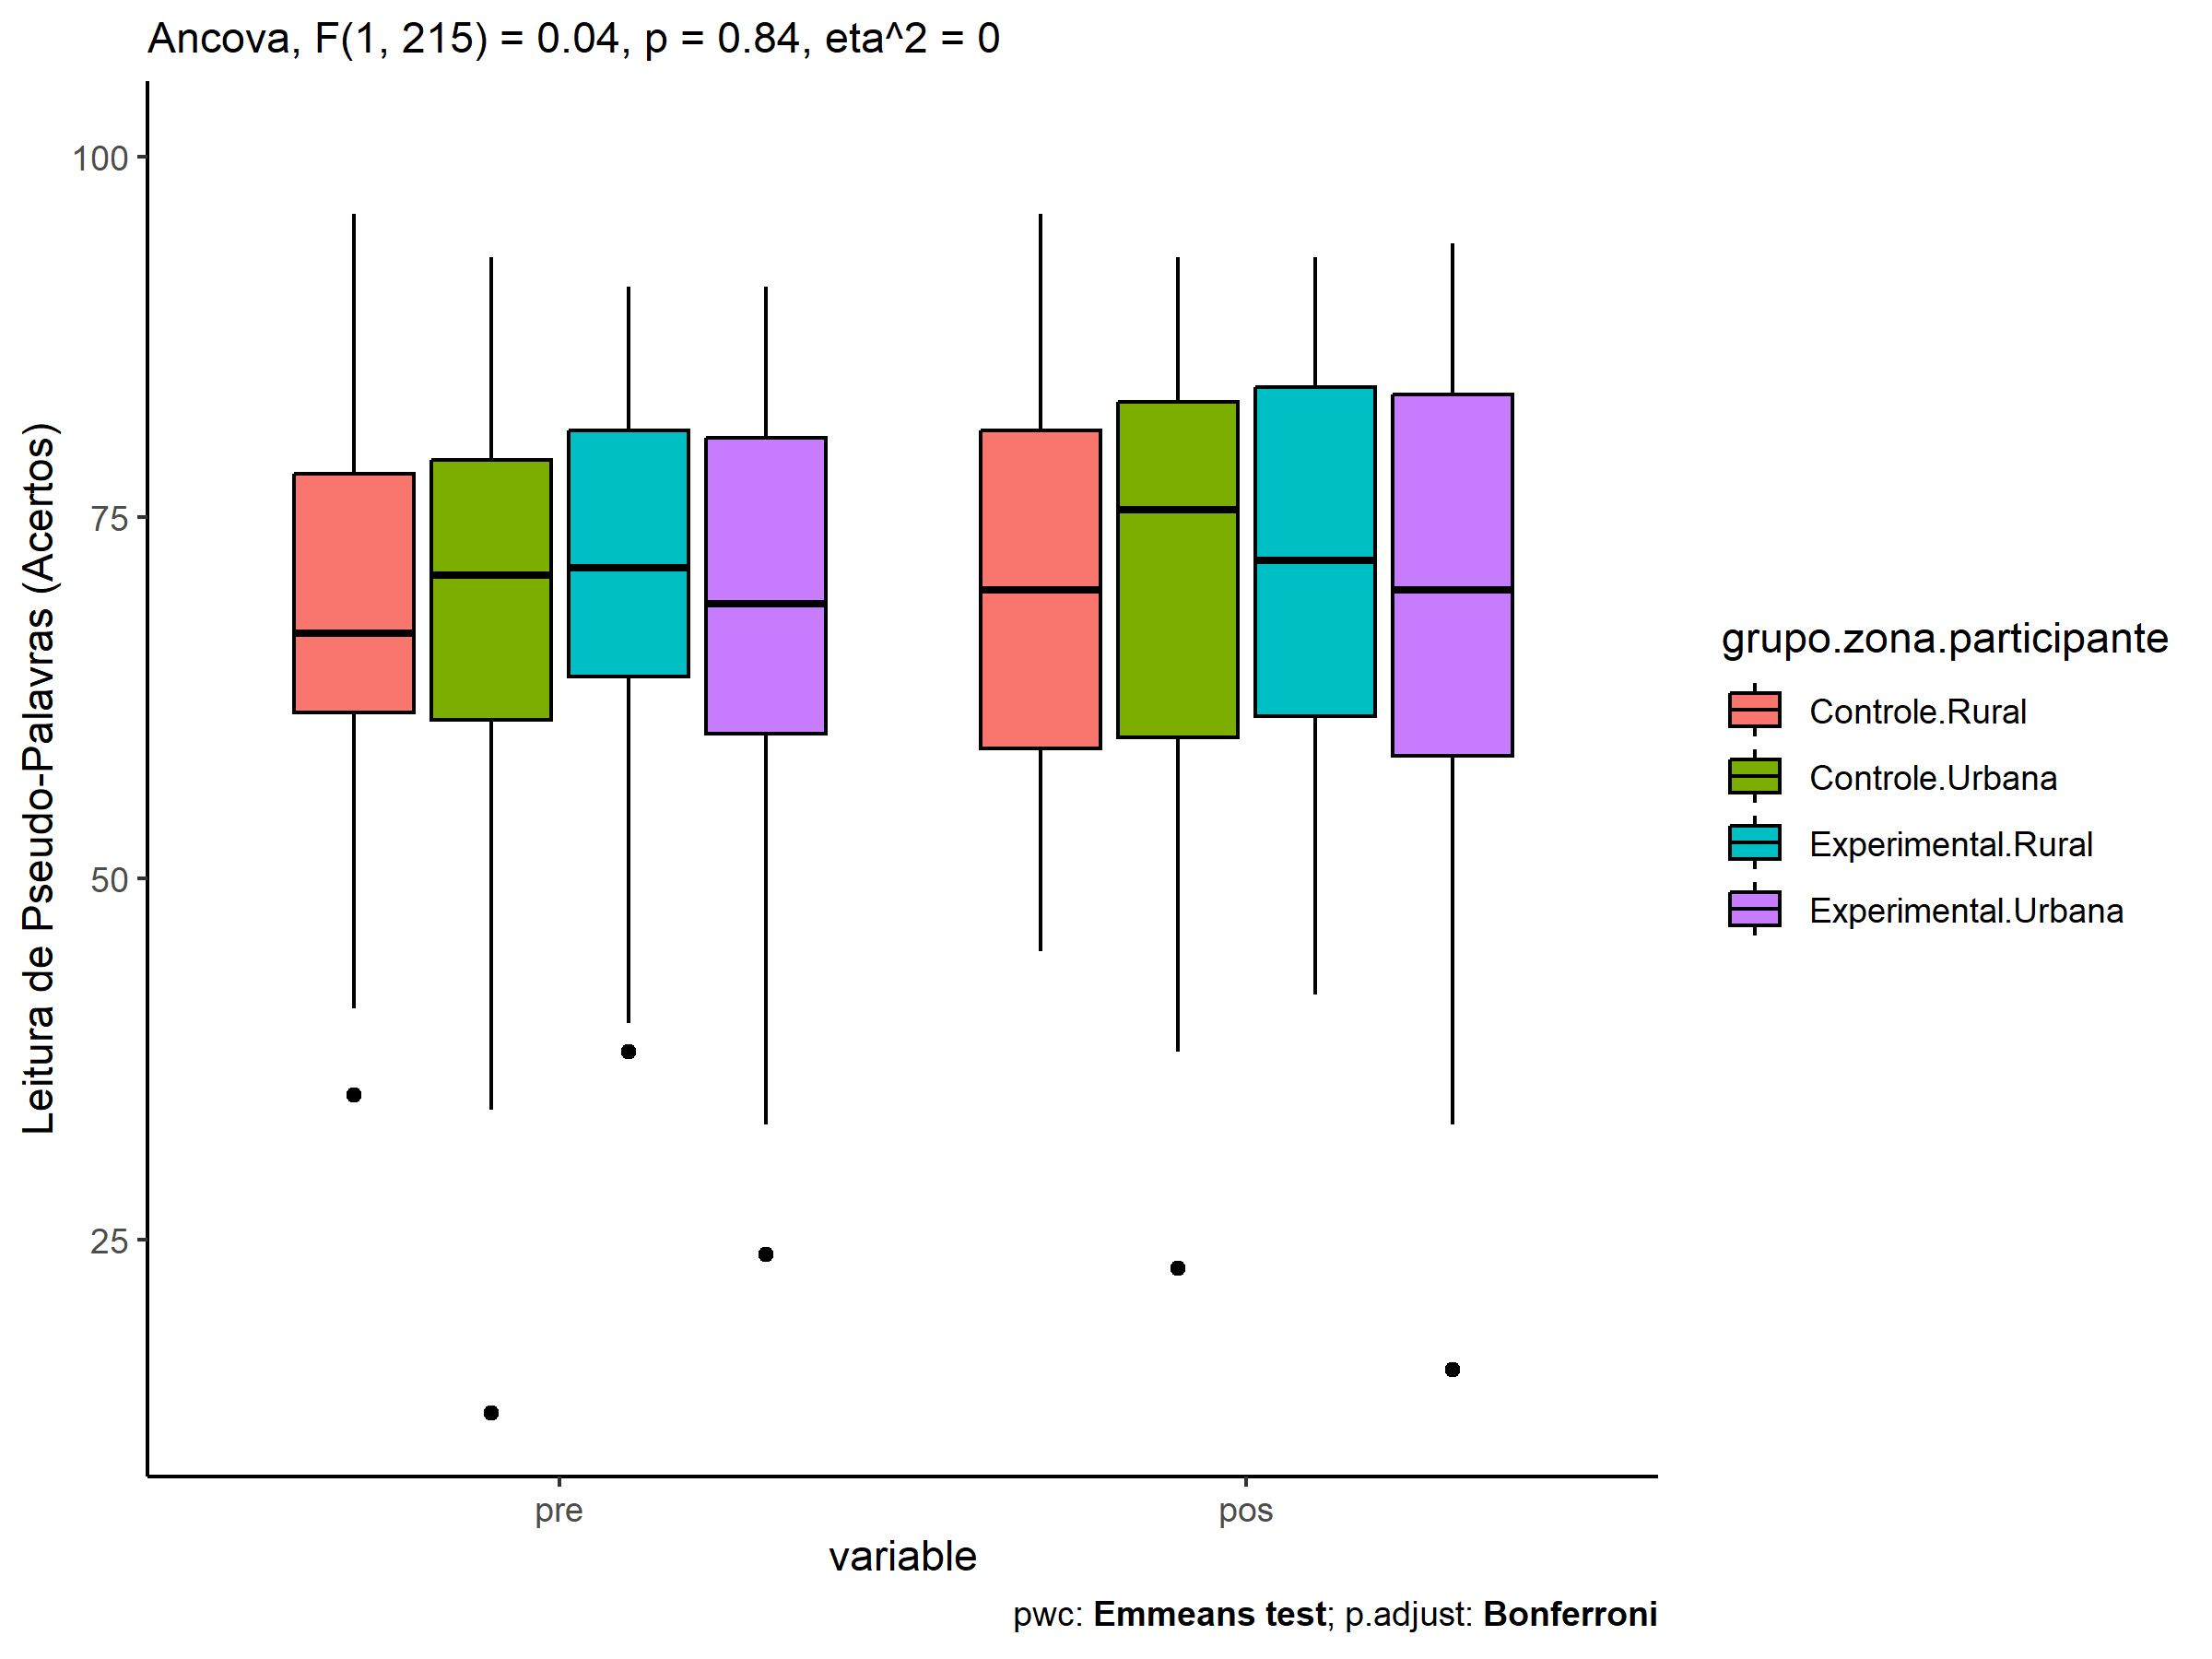 Ancova, F(1, 215) = 0.04, p = 0.84, eta^2 = 0
Leitura de Pseudo-Palavras (Acertos)
100
75
50
25
pre
pos
variable
grupo.zona.participante
Controle.Rural
Controle.Urbana
Experimental.Rural
Experimental.Urbana
pwc: Emmeans test; p.adjust: Bonferroni